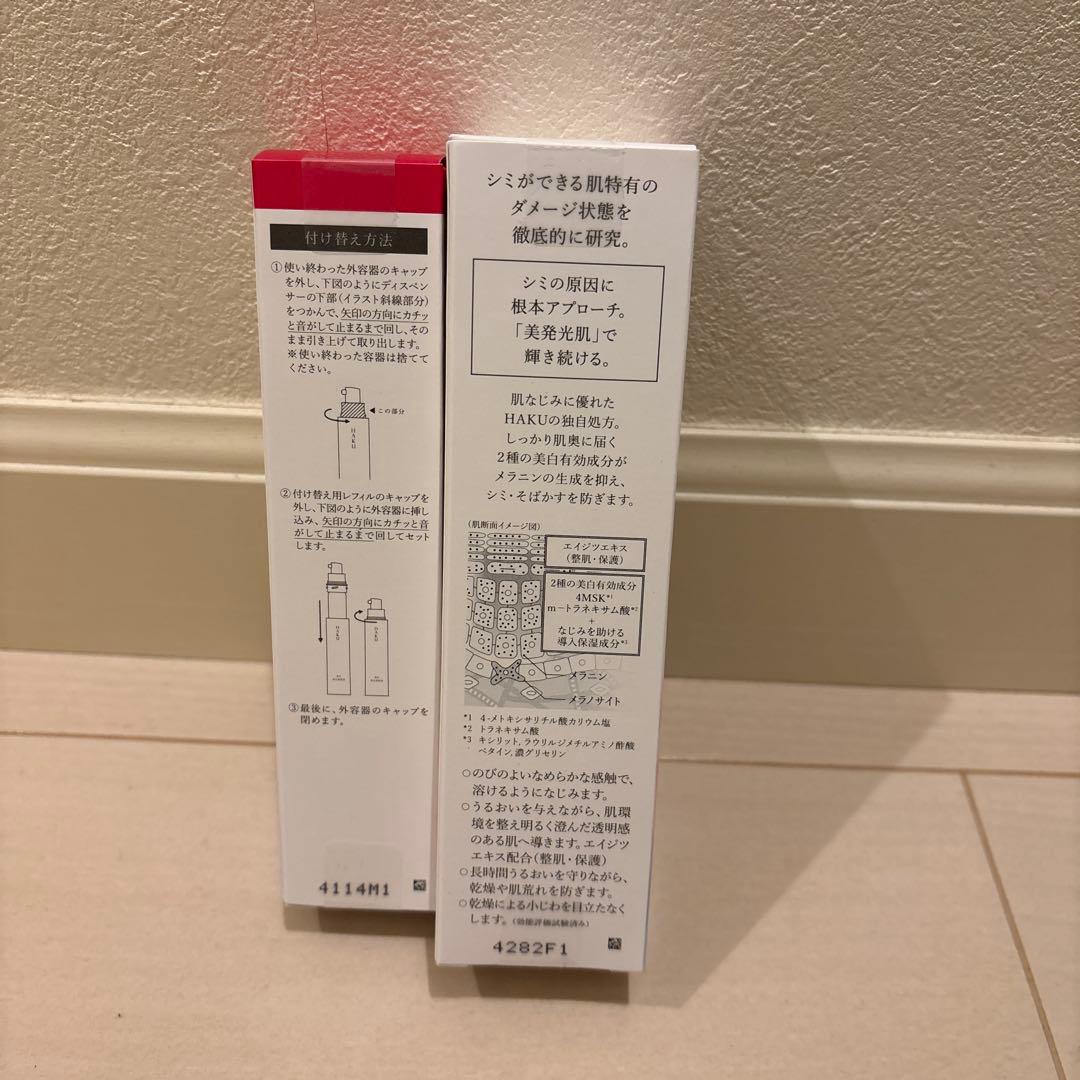 付け替え方法
①使い終わった外容器のキャップ
を外し、下図のようにディスペン
サーの下部(イラスト斜線部分)
をつかんで、矢印の方向にカチッ
と音がして止まるまで回し、その
まま引き上げて取り出します。
※使い終わった容器は捨てて
ください。
◀この部分
HAKU
②付け替え用レフィルのキャップを
外し、下図のように外容器に挿し
込み、矢印の方向にカチッと音
がして止まるまで回してセット
します。
HAKU
HAKU
③最後に、外容器のキャップを
閉めます。
4114M1
シミができる肌特有の
ダメージ状態を
徹底的に研究。
シミの原因に
根本アプローチ。
「美発光肌」で
輝き続ける。
肌なじみに優れた
HAKUの独自処方。
しっかり肌奥に届く
2種の美白有効成分が
メラニンの生成を抑え、
シミ・そばかすを防ぎます。
(肌断面イメージ図)
エイジツエキス
(整肌・保護)
2種の美白有効成分
4MSK*1
m－トラネキサム酸*2
+
なじみを助ける
導入保湿成分*3
メラニン
メラノサイト
*1 4-メトキシサリチル酸カリウム塩
*2 トラネキサム酸
*3 キシリット, ラウリルジメチルアミノ酢酸
ベタイン, 濃グリセリン
○のびのよいなめらかな感触で、
溶けるようになじみます。
○うるおいを与えながら、肌環
境を整え明るく澄んだ透明感
のある肌へ導きます。エイジツ
エキス配合(整肌・保護)
○長時間うるおいを守りながら、
乾燥や肌荒れを防ぎます。
○乾燥による小じわを目立たなく
します。(効能評価試験済み)
4282F1